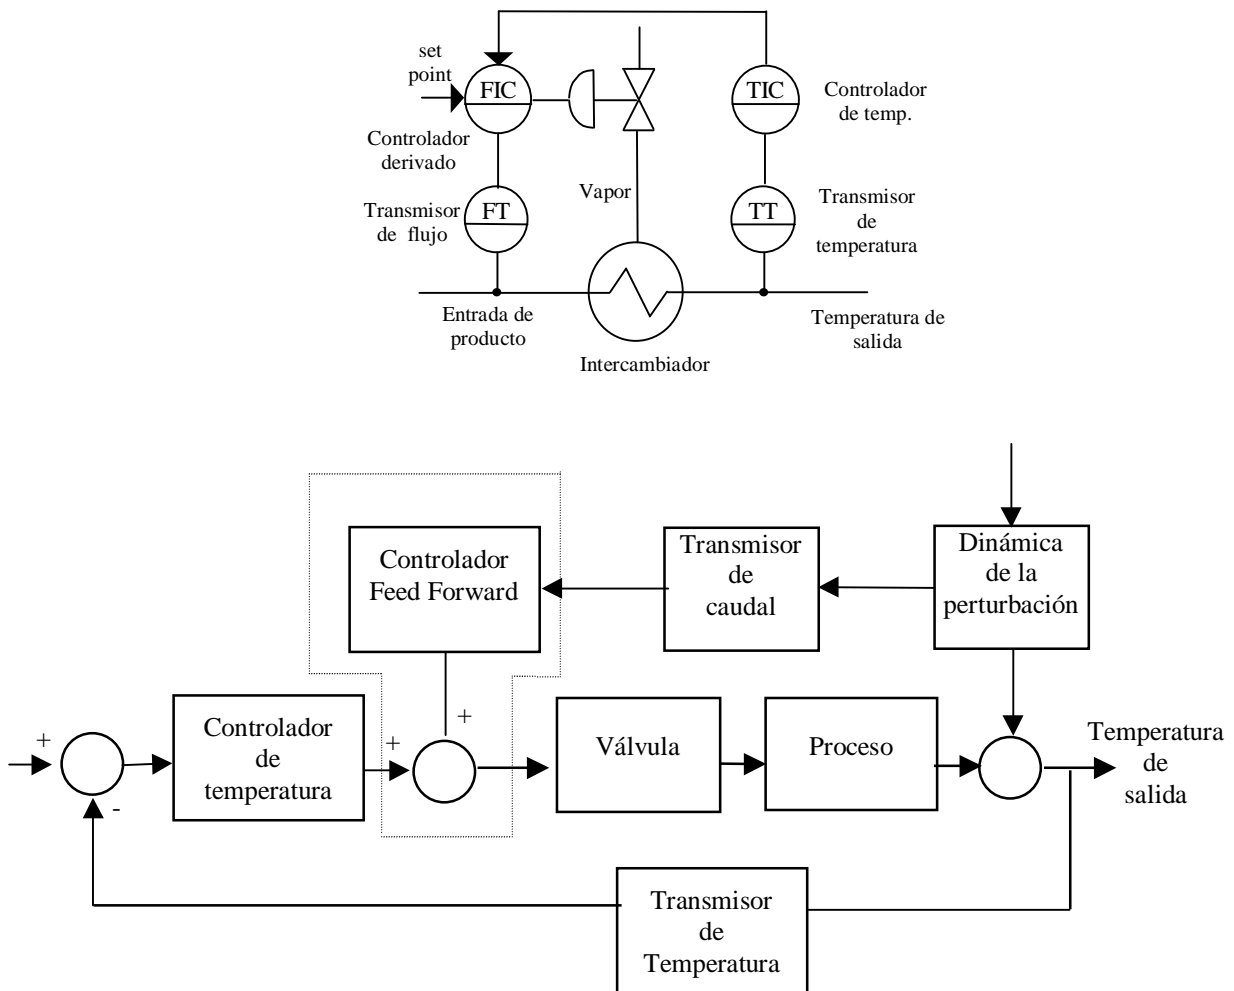 set
point
FIC
TIC
Controlador
de temp.
Controlador
derivado
Vapor
Transmisor
de flujo
FT
TT
Transmisor
de
temperatura
Entrada de
producto
Temperatura de
salida
Intercambiador
Controlador
Feed Forward
Transmisor
de
caudal
Dinámica
de la
perturbación
+
Controlador
de
temperatura
+
+
Válvula
Proceso
Temperatura
de
salida
-
Transmisor
de
Temperatura